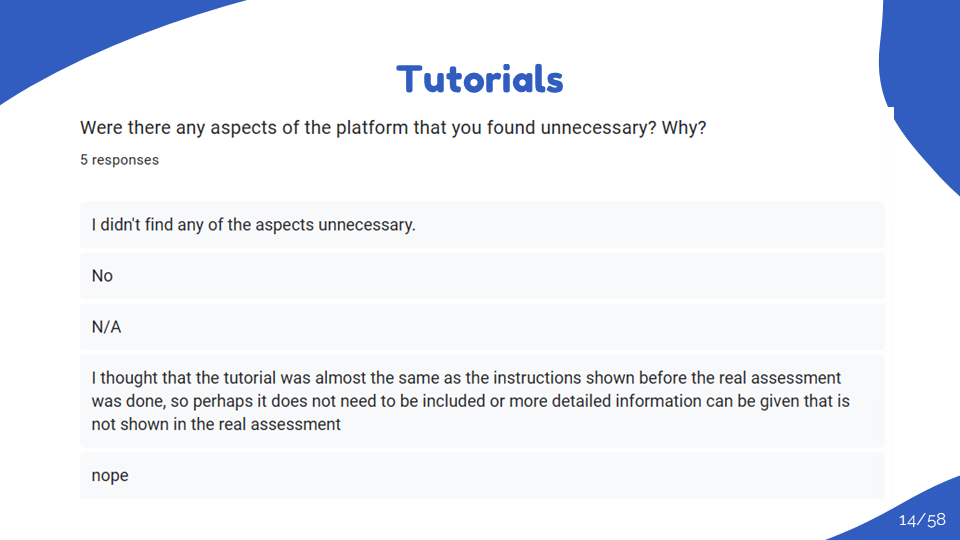 Tutorials
Were there any aspects of the platform that you found unnecessary? Why?
5 responses
I didn't find any of the aspects unnecessary.
No
N/A
I thought that the tutorial was almost the same as the instructions shown before the real assessment
was done, so perhaps it does not need to be included or more detailed information can be given that is
not shown in the real assessment
nope
14/58